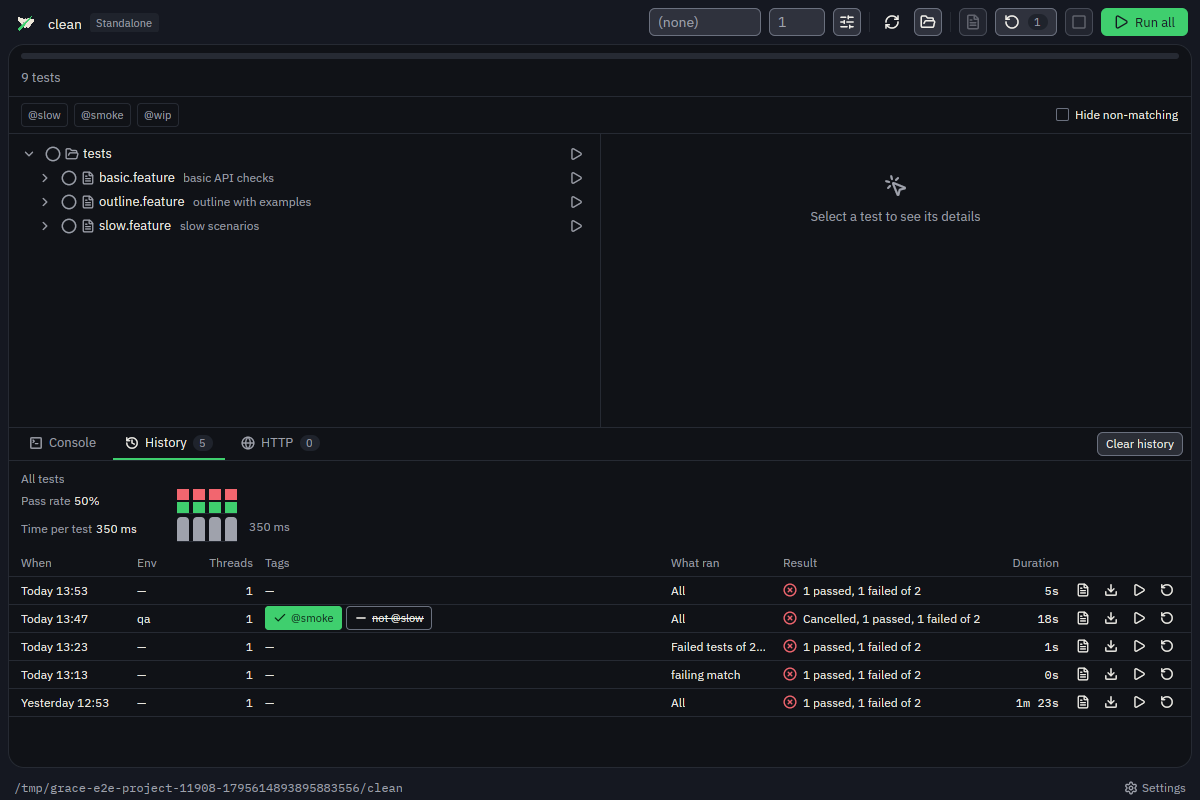 clean Standalone (none) 1 1 Run all
9 tests
@slow @smoke @wip Hide non-matching
tests
basic.feature basic API checks
outline.feature outline with examples
slow.feature slow scenarios
Select a test to see its details
Console History 5 HTTP 0 Clear history
All tests
Pass rate 50%
Time per test 350 ms 350 ms
When Env Threads Tags What ran Result Duration
Today 13:53 — 1 — All 1 passed, 1 failed of 2 5s
Today 13:47 qa 1 @smoke not @slow All Cancelled, 1 passed, 1 failed of 2 18s
Today 13:23 — 1 — Failed tests of 2... 1 passed, 1 failed of 2 1s
Today 13:13 — 1 — failing match 1 passed, 1 failed of 2 0s
Yesterday 12:53 — 1 — All 1 passed, 1 failed of 2 1m 23s
/tmp/grace-e2e-project-11908-1795614893895883556/clean Settings